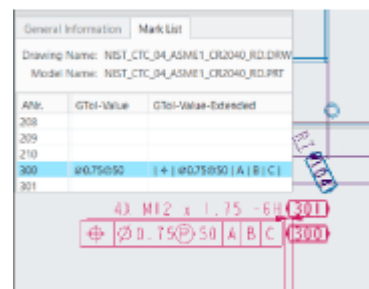 General Information Mark List
Drawing Name: NIST_CTC_04_ASME1_CR2040_RD.DRW
Model Name: NIST_CTC_04_ASME1_CR2040_RD.PRT
ANr. GTol-Value GTol-Value-Extended
208
209
210
300 ⌀0.75Ⓟ50 |⌖|⌀0.75Ⓟ50|A|B|C|
301
104
4X M12 x 1.75 -6H 301
⌖ ⌀0.75Ⓟ50 A B C 300